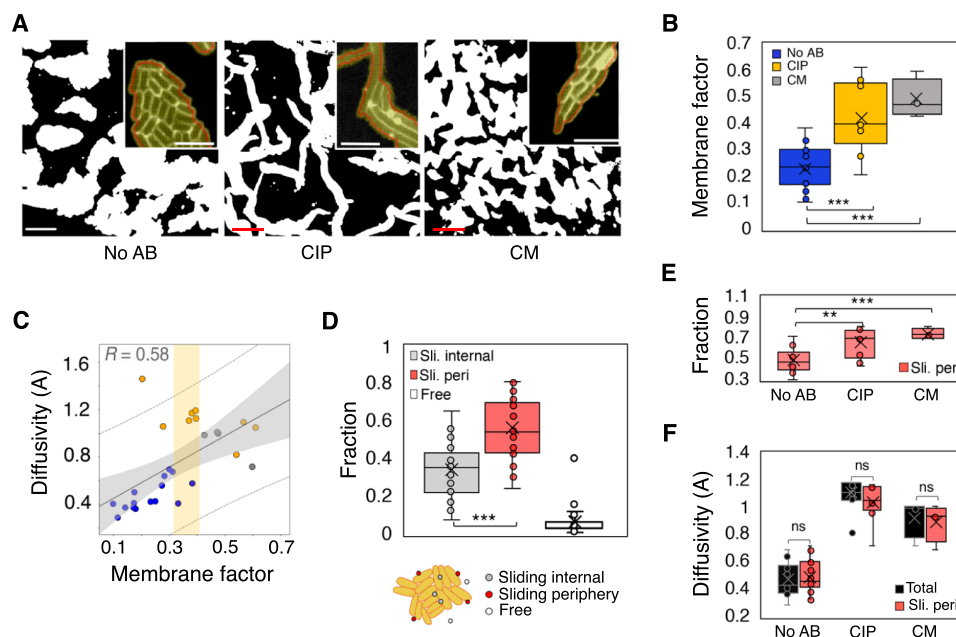 A
No AB
CIP
CM
B
Membrane factor
0.7
0.6
0.5
0.4
0.3
0.2
0.1
0
No AB
CIP
CM
***
***
C
Diffusivity (A)
1.6
1.2
0.8
0.4
R = 0.58
0.1
0.3
0.5
0.7
Membrane factor
D
Fraction
1
0.8
0.6
0.4
0.2
0
Sli. internal
Sli. peri
Free
***
Sliding internal
Sliding periphery
Free
E
Fraction
1.1
0.9
0.7
0.5
0.3
***
**
Sli. peri
No AB
CIP
CM
F
Diffusivity (A)
1.4
1.2
1
0.8
0.6
0.4
0.2
ns
ns
ns
Total
Sli. peri
No AB
CIP
CM